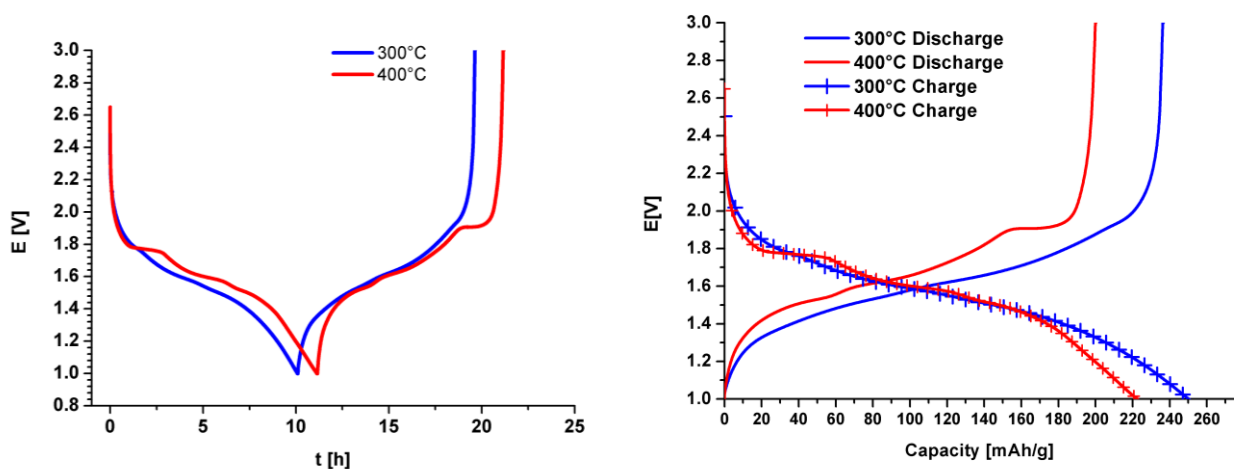 300°C
400°C
3.0
2.8
2.6
2.4
2.2
2.0
1.8
1.6
1.4
1.2
1.0
0.8
E [V]
0 5 10 15 20 25
t [h]
300°C Discharge
400°C Discharge
300°C Charge
400°C Charge
3.0
2.8
2.6
2.4
2.2
2.0
1.8
1.6
1.4
1.2
1.0
E[V]
0 20 40 60 80 100 120 140 160 180 200 220 240 260
Capacity [mAh/g]